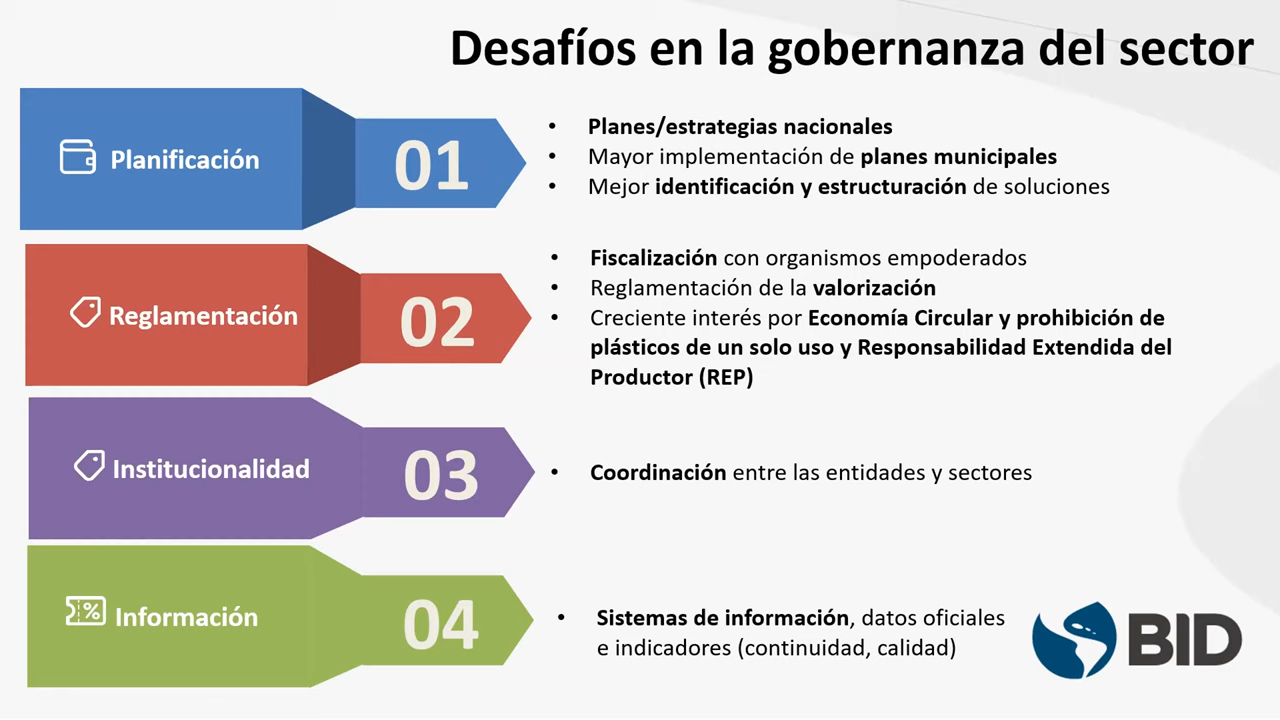 Desafíos en la gobernanza del sector
Planificación
01
• Planes/estrategias nacionales
• Mayor implementación de planes municipales
• Mejor identificación y estructuración de soluciones
Reglamentación
02
• Fiscalización con organismos empoderados
• Reglamentación de la valorización
• Creciente interés por Economía Circular y prohibición de
plásticos de un solo uso y Responsabilidad Extendida del
Productor (REP)
Institucionalidad
03
• Coordinación entre las entidades y sectores
%
Información
04
• Sistemas de información, datos oficiales
e indicadores (continuidad, calidad)
BID